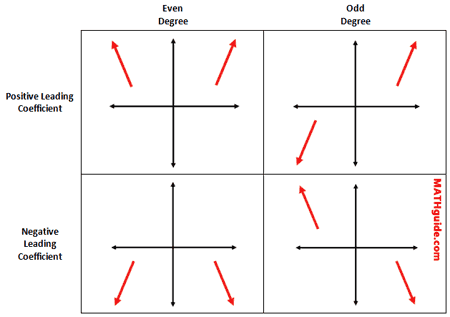 Even
Degree
Odd
Degree
Positive Leading
Coefficient
Negative
Leading
Coefficient
MATHguide.com